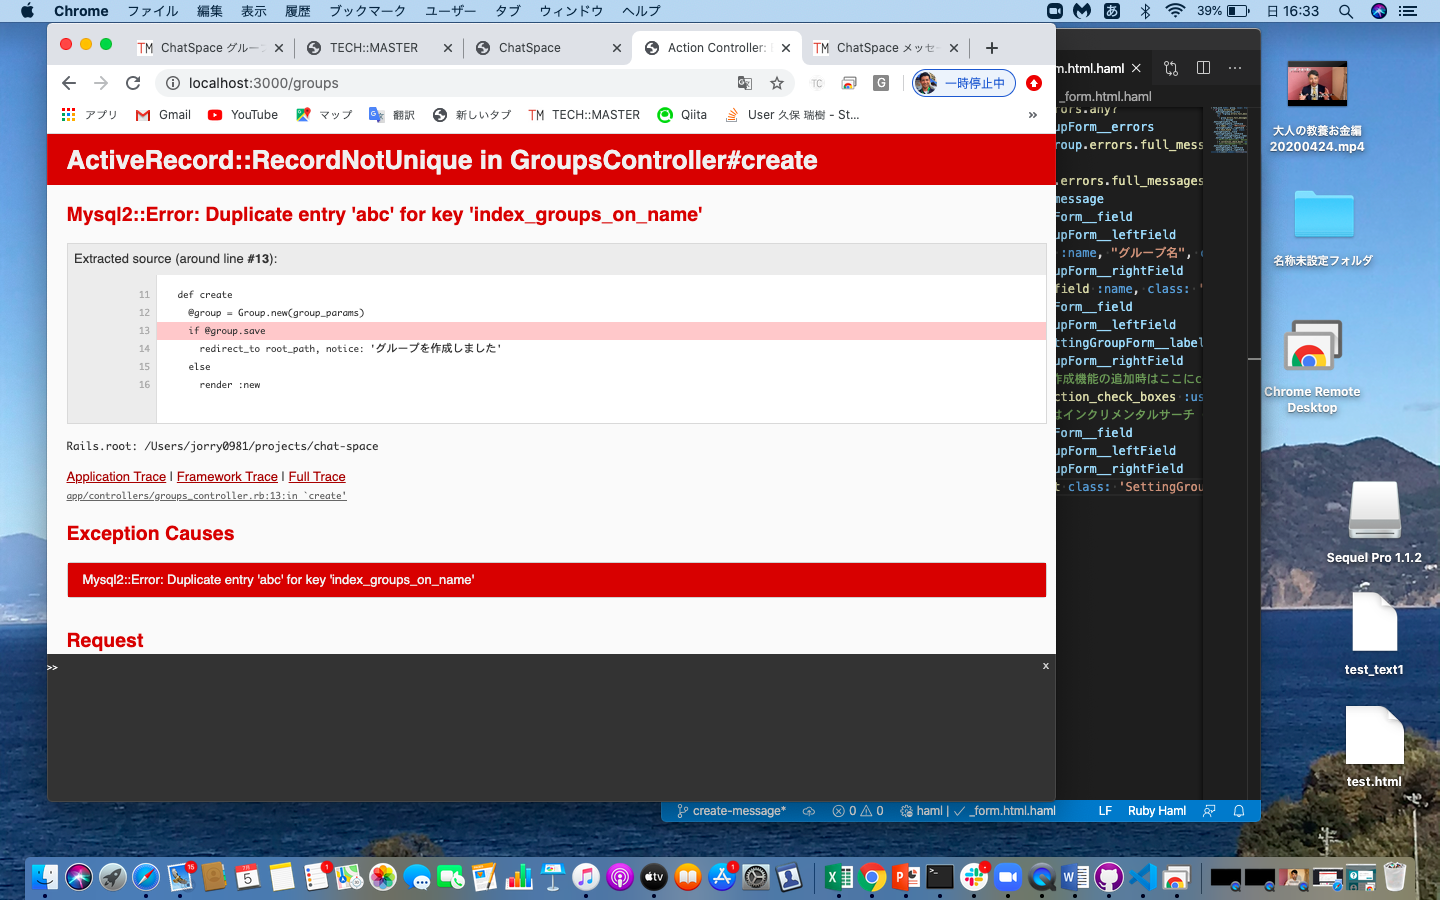 Chrome ファイル 編集 表示 履歴 ブックマーク ユーザー タブ ウィンドウ ヘルプ
あ 39% 日 16:33
TM ChatSpace グルー
TECH::MASTER
ChatSpace
Action Controller:
TM ChatSpace メッセ
localhost:3000/groups
TC G 一時停止中
アプリ Gmail YouTube マップ 翻訳 新しいタブ TM TECH::MASTER Qiita User 久保 瑞樹 - St... »
ActiveRecord::RecordNotUnique in GroupsController#create
Mysql2::Error: Duplicate entry 'abc' for key 'index_groups_on_name'
Extracted source (around line #13):
11 def create
12 @group = Group.new(group_params)
13 if @group.save
14 redirect_to root_path, notice: 'グループを作成しました'
15 else
16 render :new
Rails.root: /Users/jorry0981/projects/chat-space
Application Trace | Framework Trace | Full Trace
app/controllers/groups_controller.rb:13:in `create'
Exception Causes
Mysql2::Error: Duplicate entry 'abc' for key 'index_groups_on_name'
Request
>> x
m.html.haml
_form.html.haml
rors.any?
upForm__errors
group.errors.full_mess
.errors.full_messages
message
Form__field
upForm__leftField
:name, "グループ名",
upForm__rightField
field :name, class: '
Form__field
upForm__leftField
ttingGroupForm__label
upForm__rightField
作成機能の追加時はここにc
ction_check_boxes :us
はインクリメンタルサーチ
Form__field
upForm__leftField
upForm__rightField
t class: 'SettingGrou
create-message* 0 0 haml | _form.html.haml LF Ruby Haml
大人の教養お金編
20200424.mp4
名称未設定フォルダ
Chrome Remote
Desktop
Sequel Pro 1.1.2
test_text1
test.html
15
5
1
tv
1